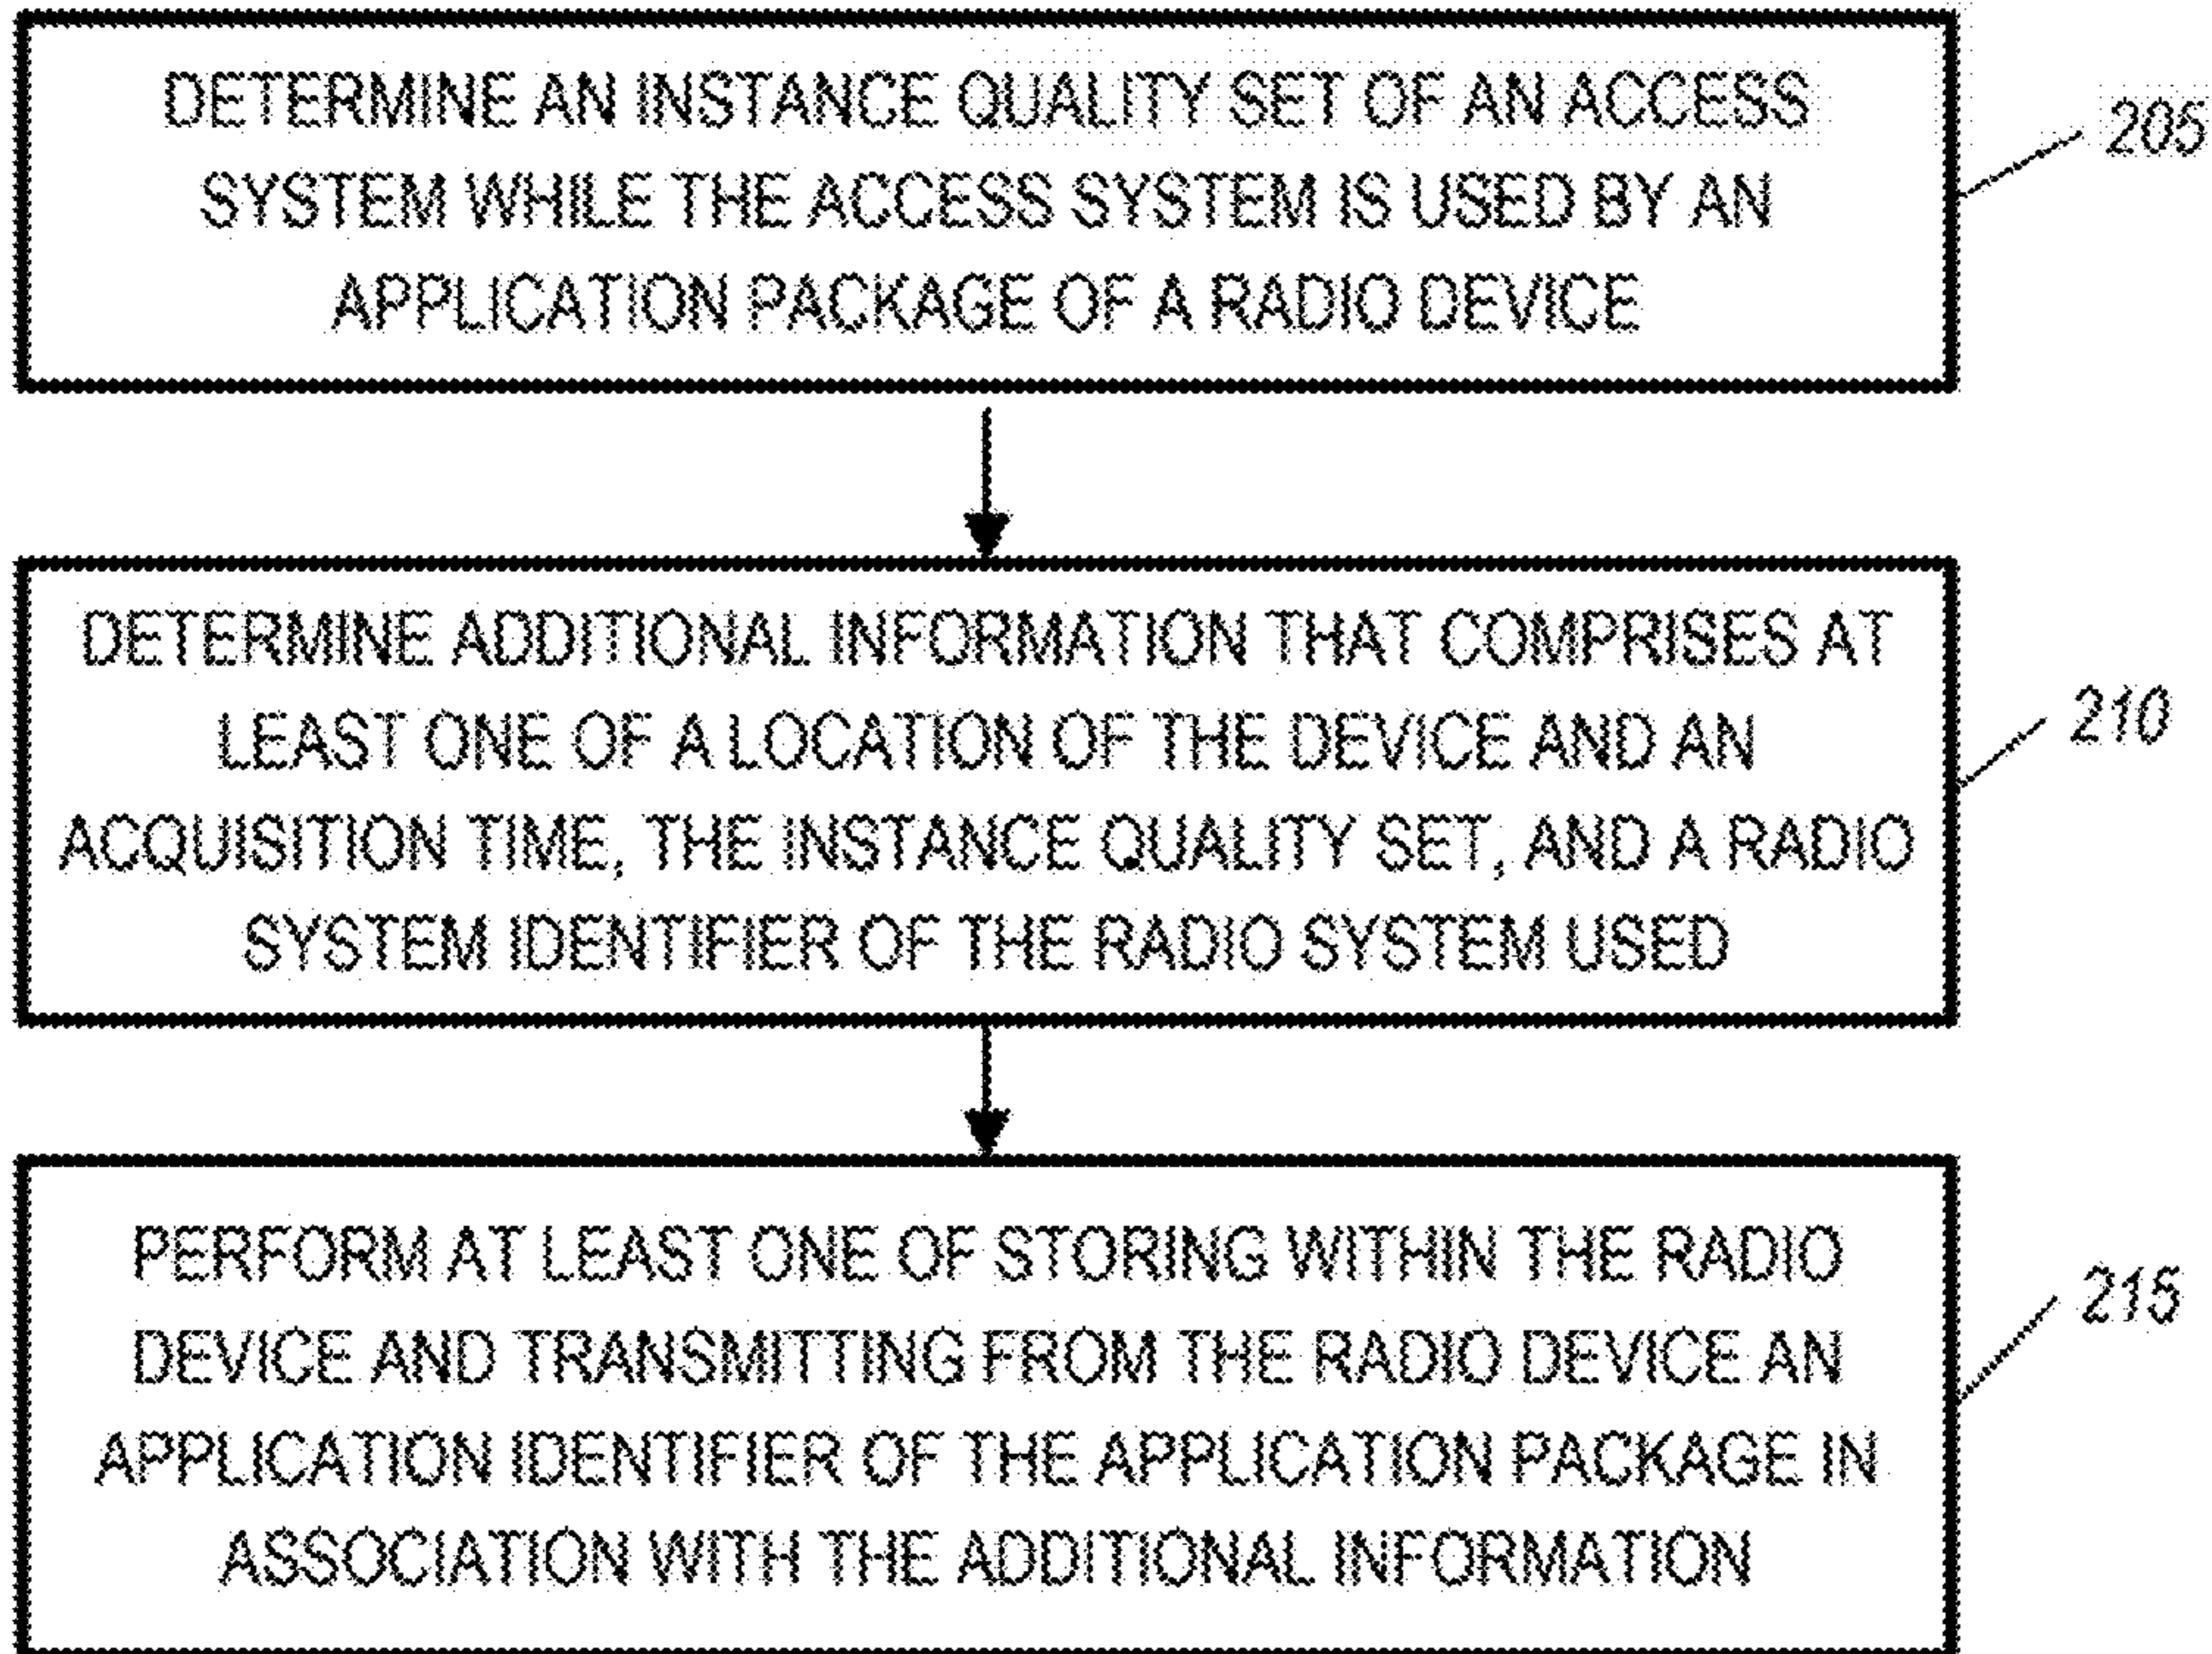 DETERMINE AN INSTANCE QUALITY SET OF AN ACCESS
SYSTEM WHILE THE ACCESS SYSTEM IS USED BY AN
APPLICATION PACKAGE OF A RADIO DEVICE
205
DETERMINE ADDITIONAL INFORMATION THAT COMPRISES AT
LEAST ONE OF A LOCATION OF THE DEVICE AND AN
ACQUISITION TIME, THE INSTANCE QUALITY SET, AND A RADIO
SYSTEM IDENTIFIER OF THE RADIO SYSTEM USED
210
PERFORM AT LEAST ONE OF STORING WITHIN THE RADIO
DEVICE AND TRANSMITTING FROM THE RADIO DEVICE AN
APPLICATION IDENTIFIER OF THE APPLICATION PACKAGE IN
ASSOCIATION WITH THE ADDITIONAL INFORMATION
215